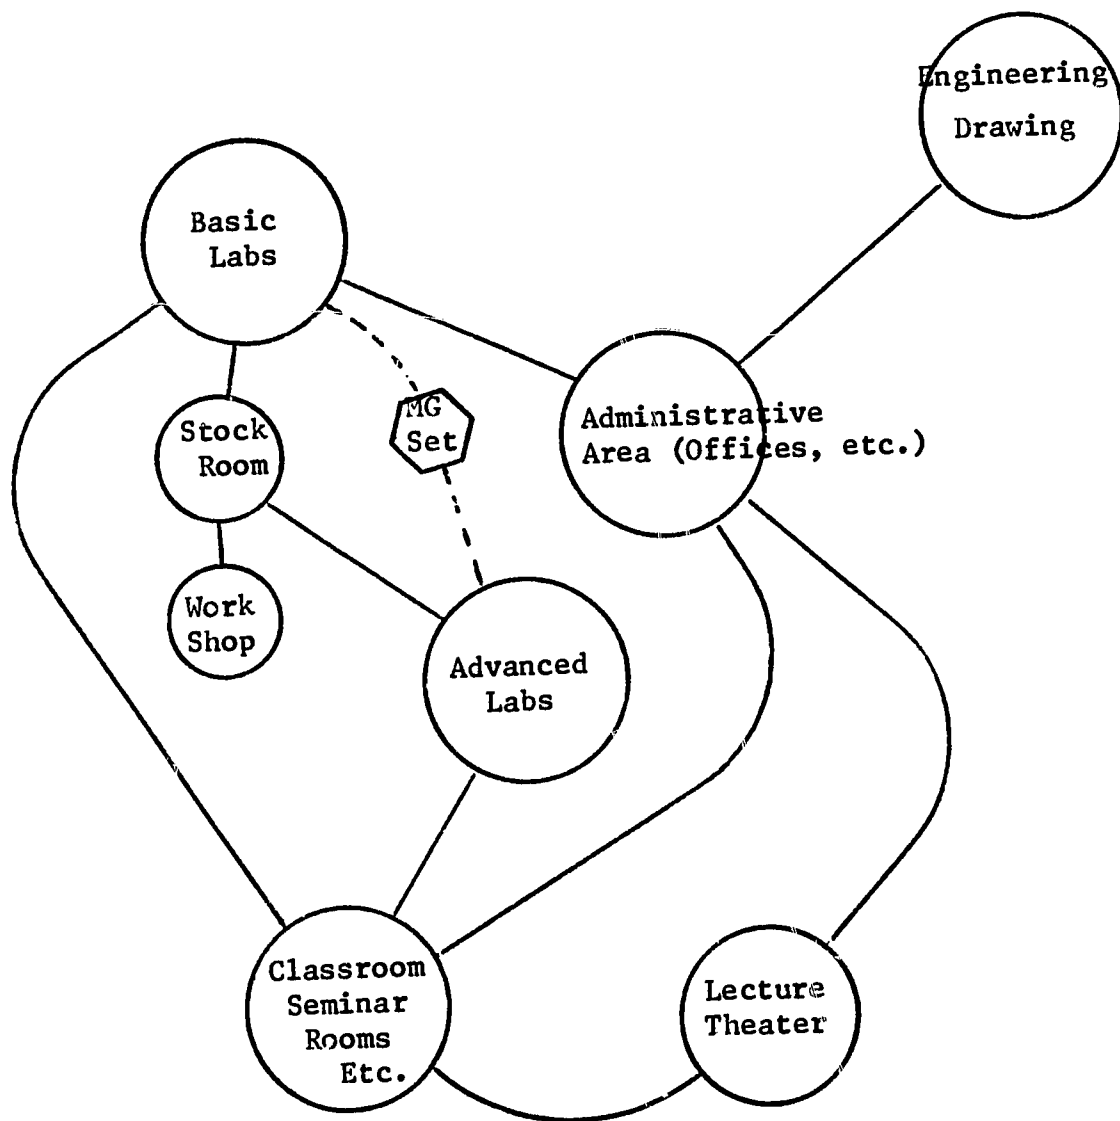 Engineering
Drawing
Basic
Labs
MG
Set
Administrative
Area (Offices, etc.)
Stock
Room
Work
Shop
Advanced
Labs
Classroom
Seminar
Rooms
Etc.
Lecture
Theater